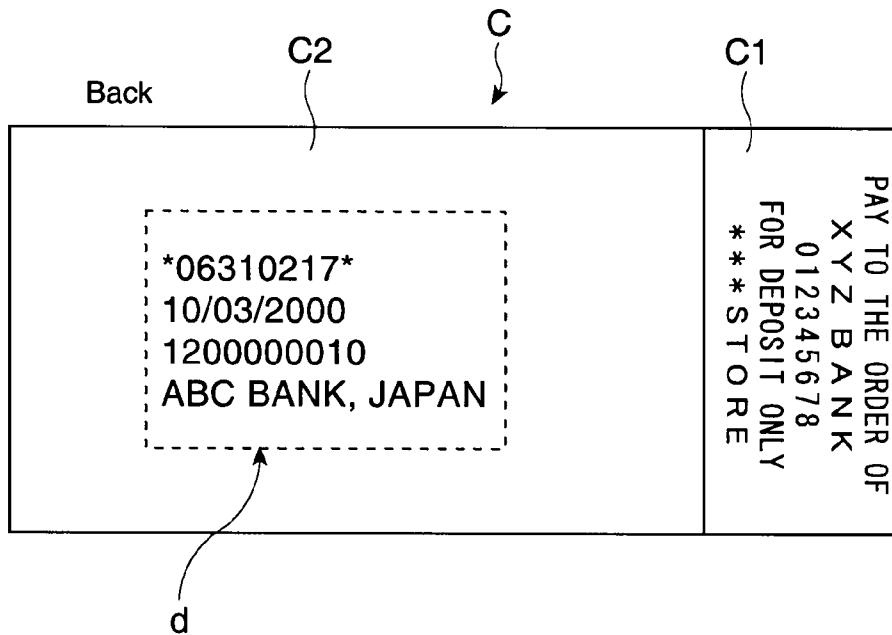 C
C2
C1
Back
*06310217*
10/03/2000
1200000010
ABC BANK, JAPAN
PAY TO THE ORDER OF
XYZ BANK
012345678
FOR DEPOSIT ONLY
***STORE
d